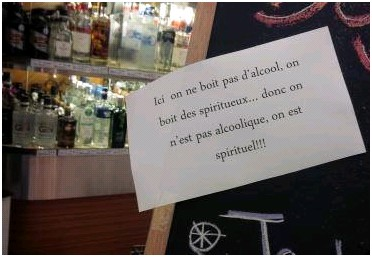 Ici on ne boit pas d'alcool, on
boit des spiritueux... donc on
n'est pas alcoolique, on est
spirituel!!!